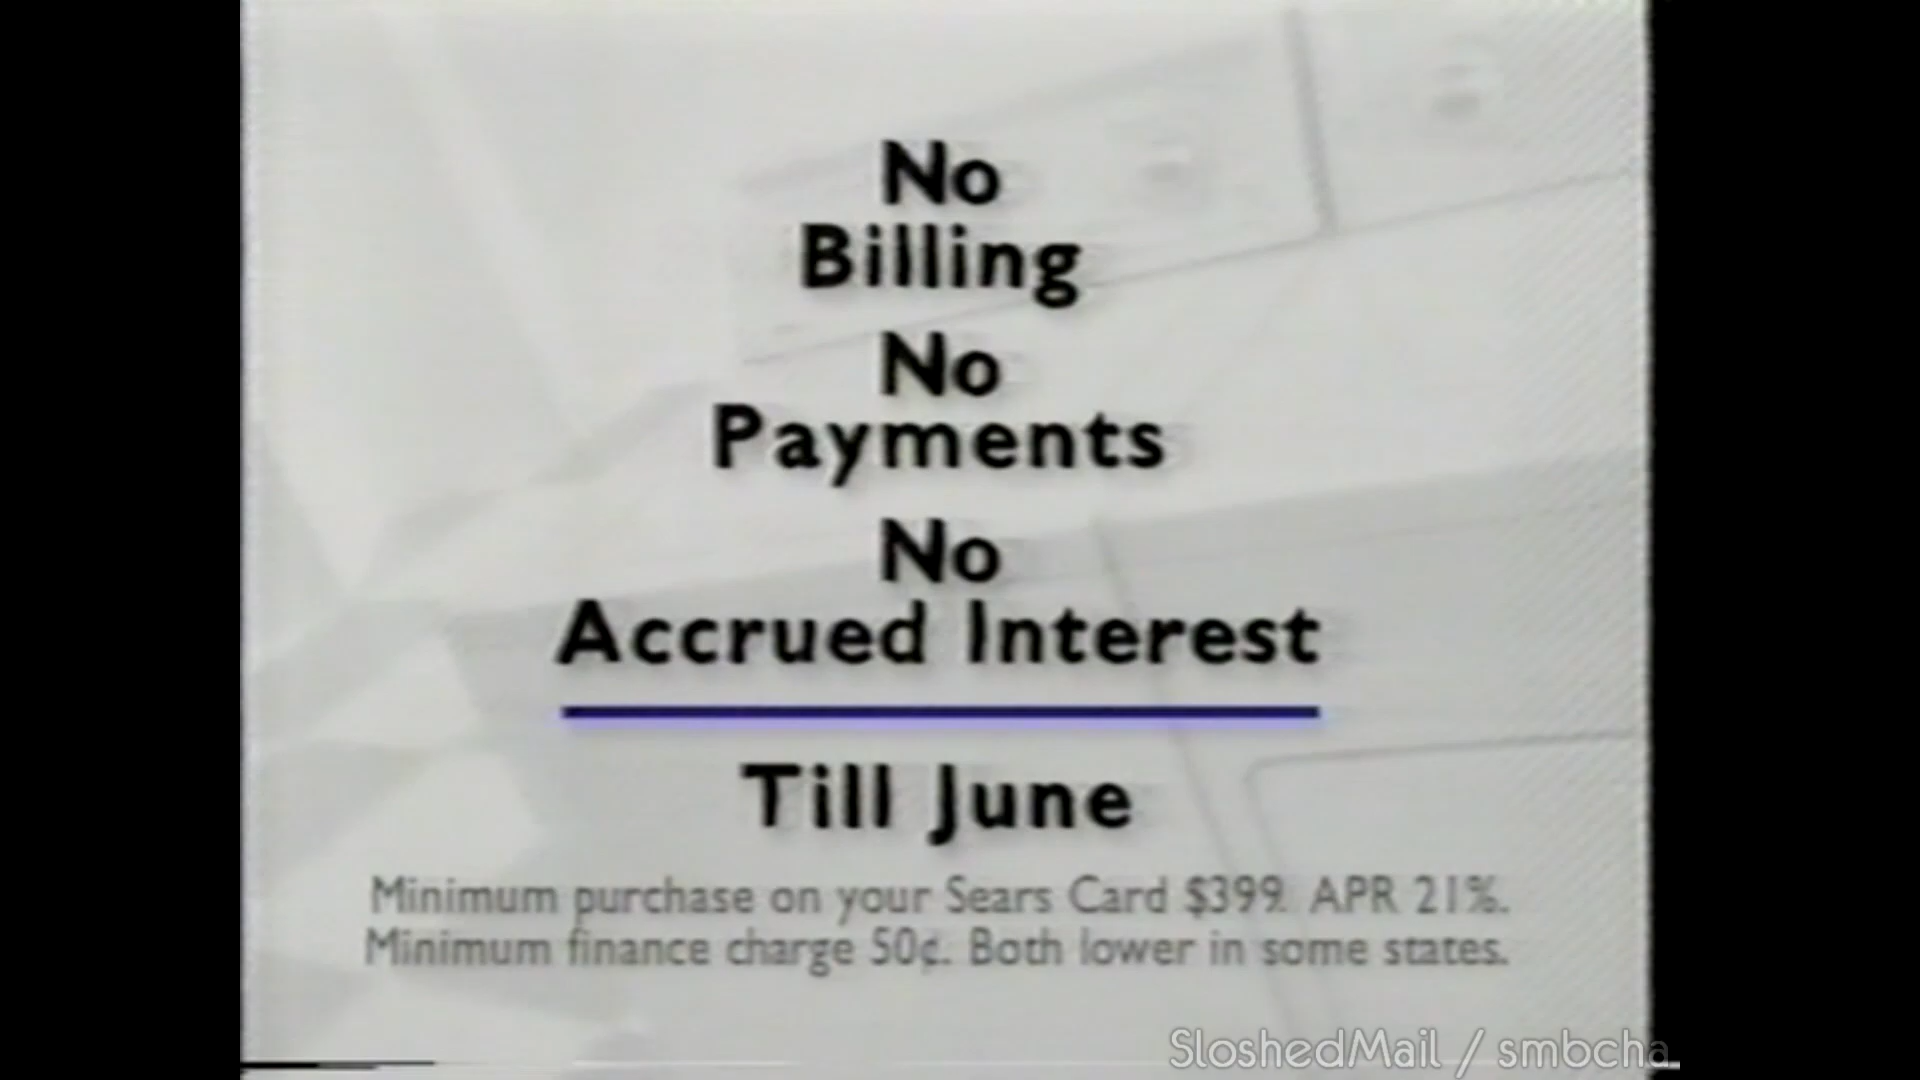 No
Billing
No
Payments
No
Accrued Interest
Till June
Minimum purchase on your Sears Card $399. APR 21%.
Minimum finance charge 50¢. Both lower in some states.
SloshedMail / smbcha